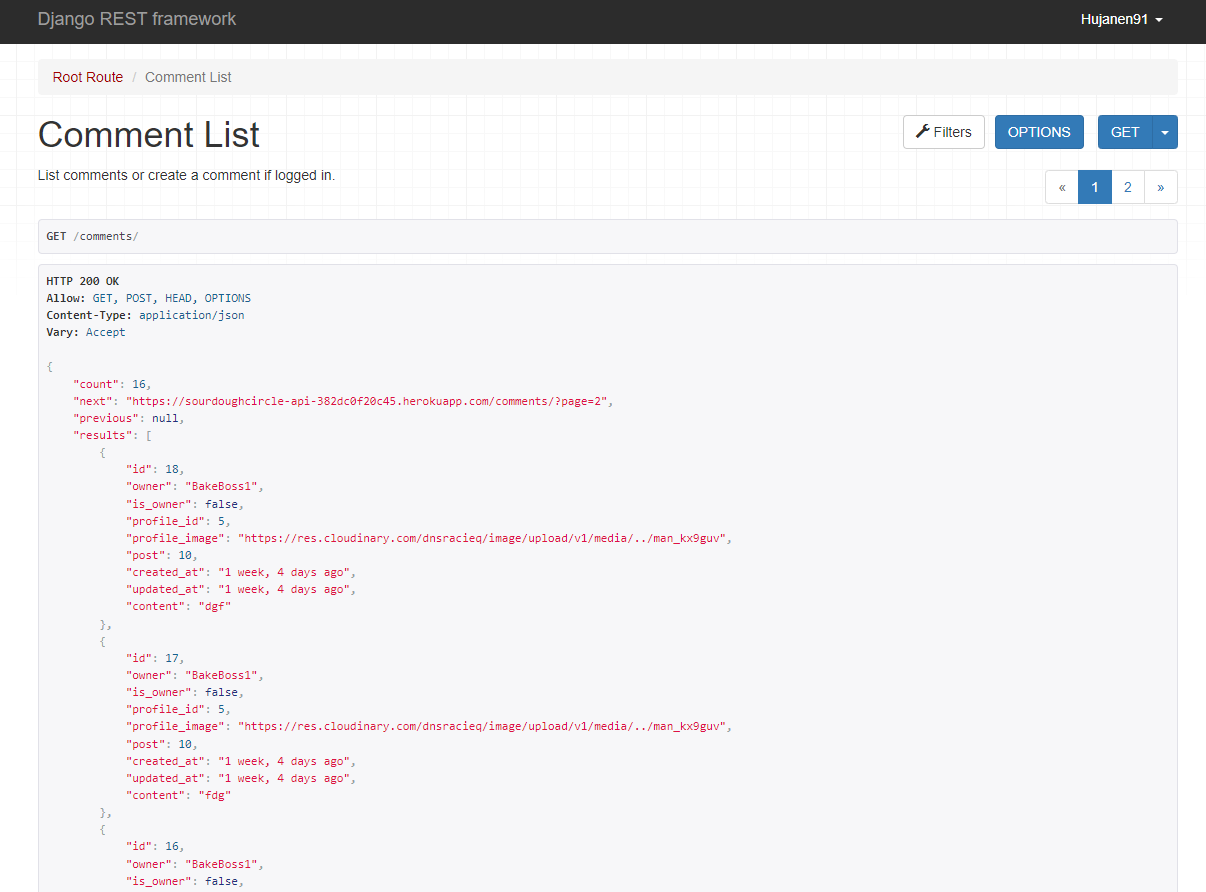 Django REST framework
Hujanen91
Root Route / Comment List
Comment List
Filters
OPTIONS
GET
List comments or create a comment if logged in.
« 1 2 »
GET /comments/
HTTP 200 OK
Allow: GET, POST, HEAD, OPTIONS
Content-Type: application/json
Vary: Accept
{
    "count": 16,
    "next": "https://sourdoughcircle-api-382dc0f20c45.herokuapp.com/comments/?page=2",
    "previous": null,
    "results": [
        {
            "id": 18,
            "owner": "BakeBoss1",
            "is_owner": false,
            "profile_id": 5,
            "profile_image": "https://res.cloudinary.com/dnsracieq/image/upload/v1/media/../man_kx9guv",
            "post": 10,
            "created_at": "1 week, 4 days ago",
            "updated_at": "1 week, 4 days ago",
            "content": "dgf"
        },
        {
            "id": 17,
            "owner": "BakeBoss1",
            "is_owner": false,
            "profile_id": 5,
            "profile_image": "https://res.cloudinary.com/dnsracieq/image/upload/v1/media/../man_kx9guv",
            "post": 10,
            "created_at": "1 week, 4 days ago",
            "updated_at": "1 week, 4 days ago",
            "content": "fdg"
        },
        {
            "id": 16,
            "owner": "BakeBoss1",
            "is_owner": false,